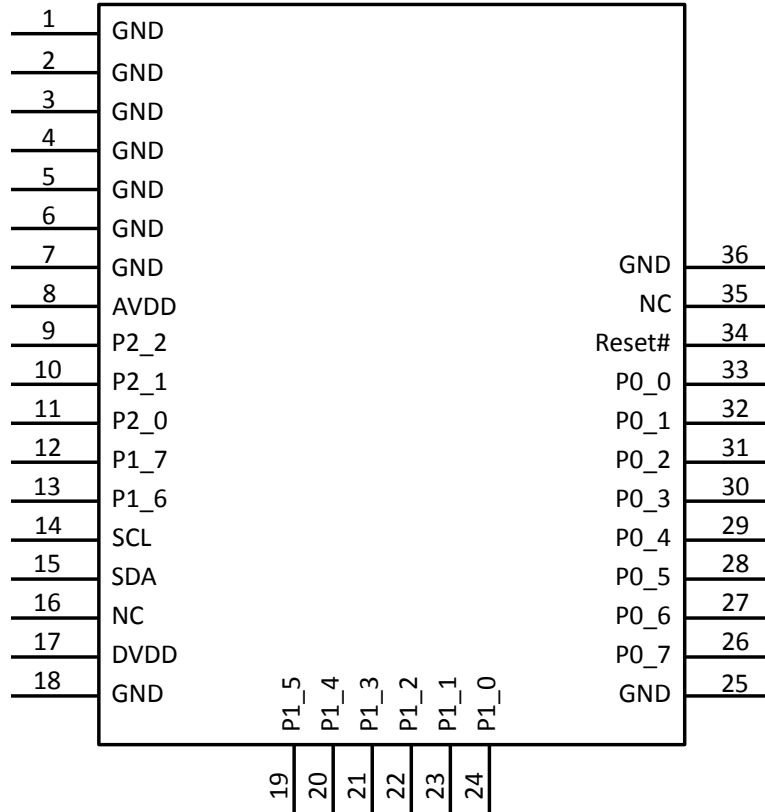 1 GND
2 GND
3 GND
4 GND
5 GND
6 GND
7 GND GND 36
8 AVDD NC 35
9 P2_2 Reset# 34
10 P2_1 P0_0 33
11 P2_0 P0_1 32
12 P1_7 P0_2 31
13 P1_6 P0_3 30
14 SCL P0_4 29
15 SDA P0_5 28
16 NC P0_6 27
17 DVDD P0_7 26
18 GND GND 25
P1_5 P1_4 P1_3 P1_2 P1_1 P1_0
19 20 21 22 23 24